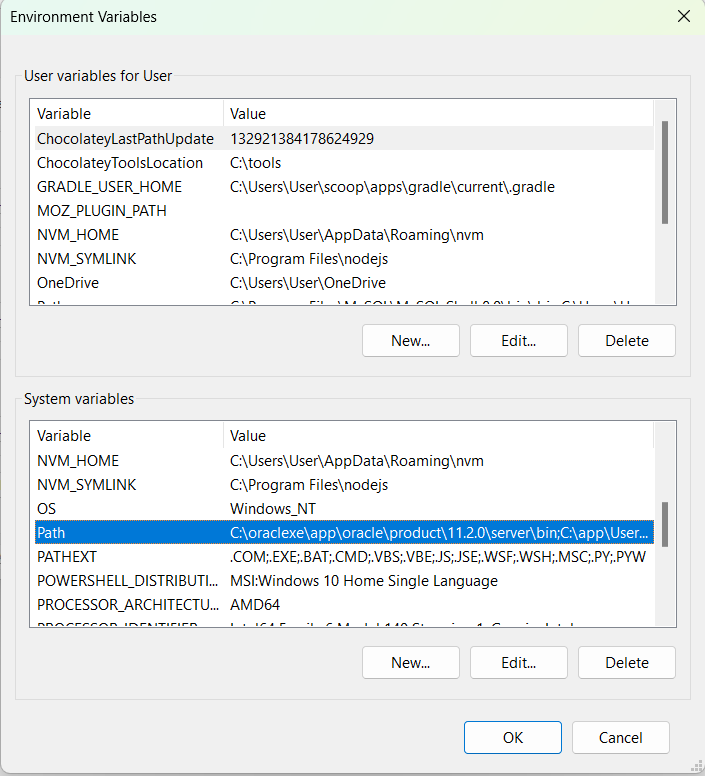 Environment Variables
User variables for User
Variable Value
ChocolateyLastPathUpdate 132921384178624929
ChocolateyToolsLocation C:\tools
GRADLE_USER_HOME C:\Users\User\scoop\apps\gradle\current\.gradle
MOZ_PLUGIN_PATH
NVM_HOME C:\Users\User\AppData\Roaming\nvm
NVM_SYMLINK C:\Program Files\nodejs
OneDrive C:\Users\User\OneDrive
New... Edit... Delete
System variables
Variable Value
NVM_HOME C:\Users\User\AppData\Roaming\nvm
NVM_SYMLINK C:\Program Files\nodejs
OS Windows_NT
Path C:\oraclexe\app\oracle\product\11.2.0\server\bin;C:\app\User...
PATHEXT .COM;.EXE;.BAT;.CMD;.VBS;.VBE;.JS;.JSE;.WSF;.WSH;.MSC;.PY;.PYW
POWERSHELL_DISTRIBUTI... MSI:Windows 10 Home Single Language
PROCESSOR_ARCHITECTU... AMD64
New... Edit... Delete
OK Cancel